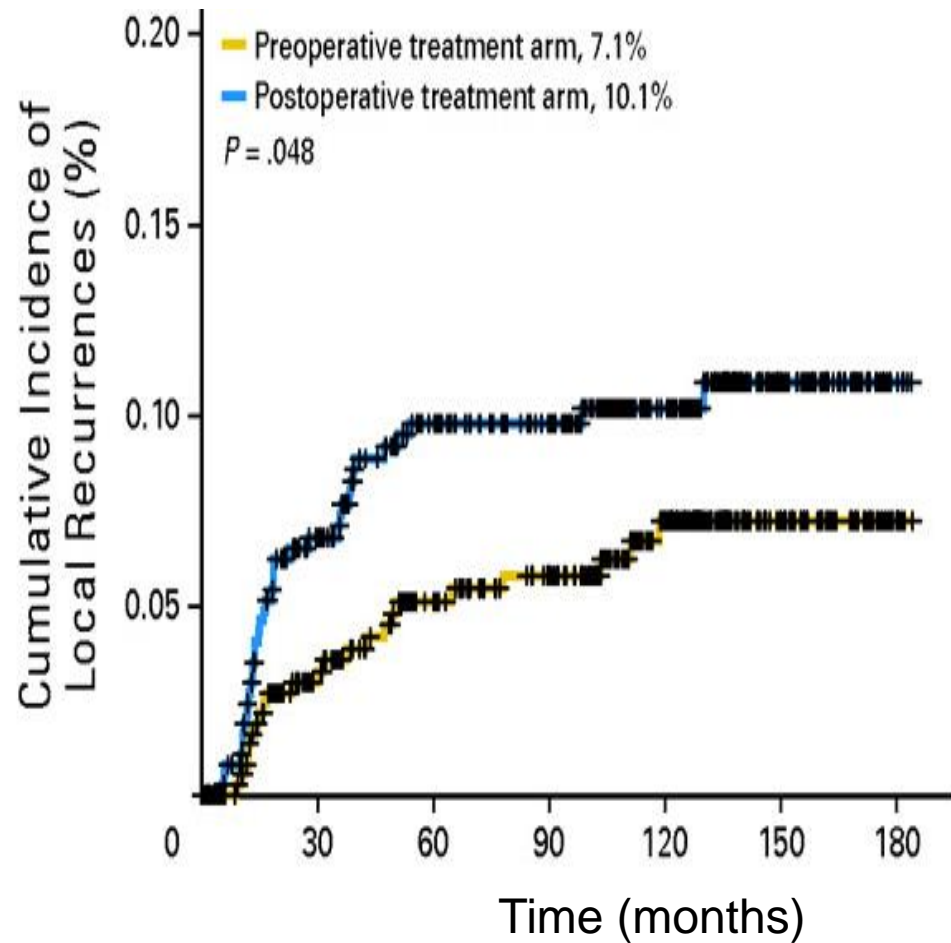 Cumulative Incidence of
Local Recurrences (%)
0.20
0.15
0.10
0.05
Preoperative treatment arm, 7.1%
Postoperative treatment arm, 10.1%
P = .048
0 30 60 90 120 150 180
Time (months)